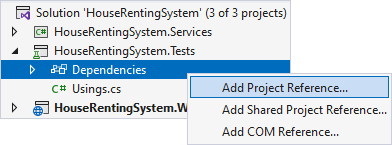 Solution 'HouseRentingSystem' (3 of 3 projects)
HouseRentingSystem.Services
HouseRentingSystem.Tests
Dependencies
Add Project Reference...
Usings.cs
Add Shared Project Reference...
HouseRentingSystem.W
Add COM Reference...